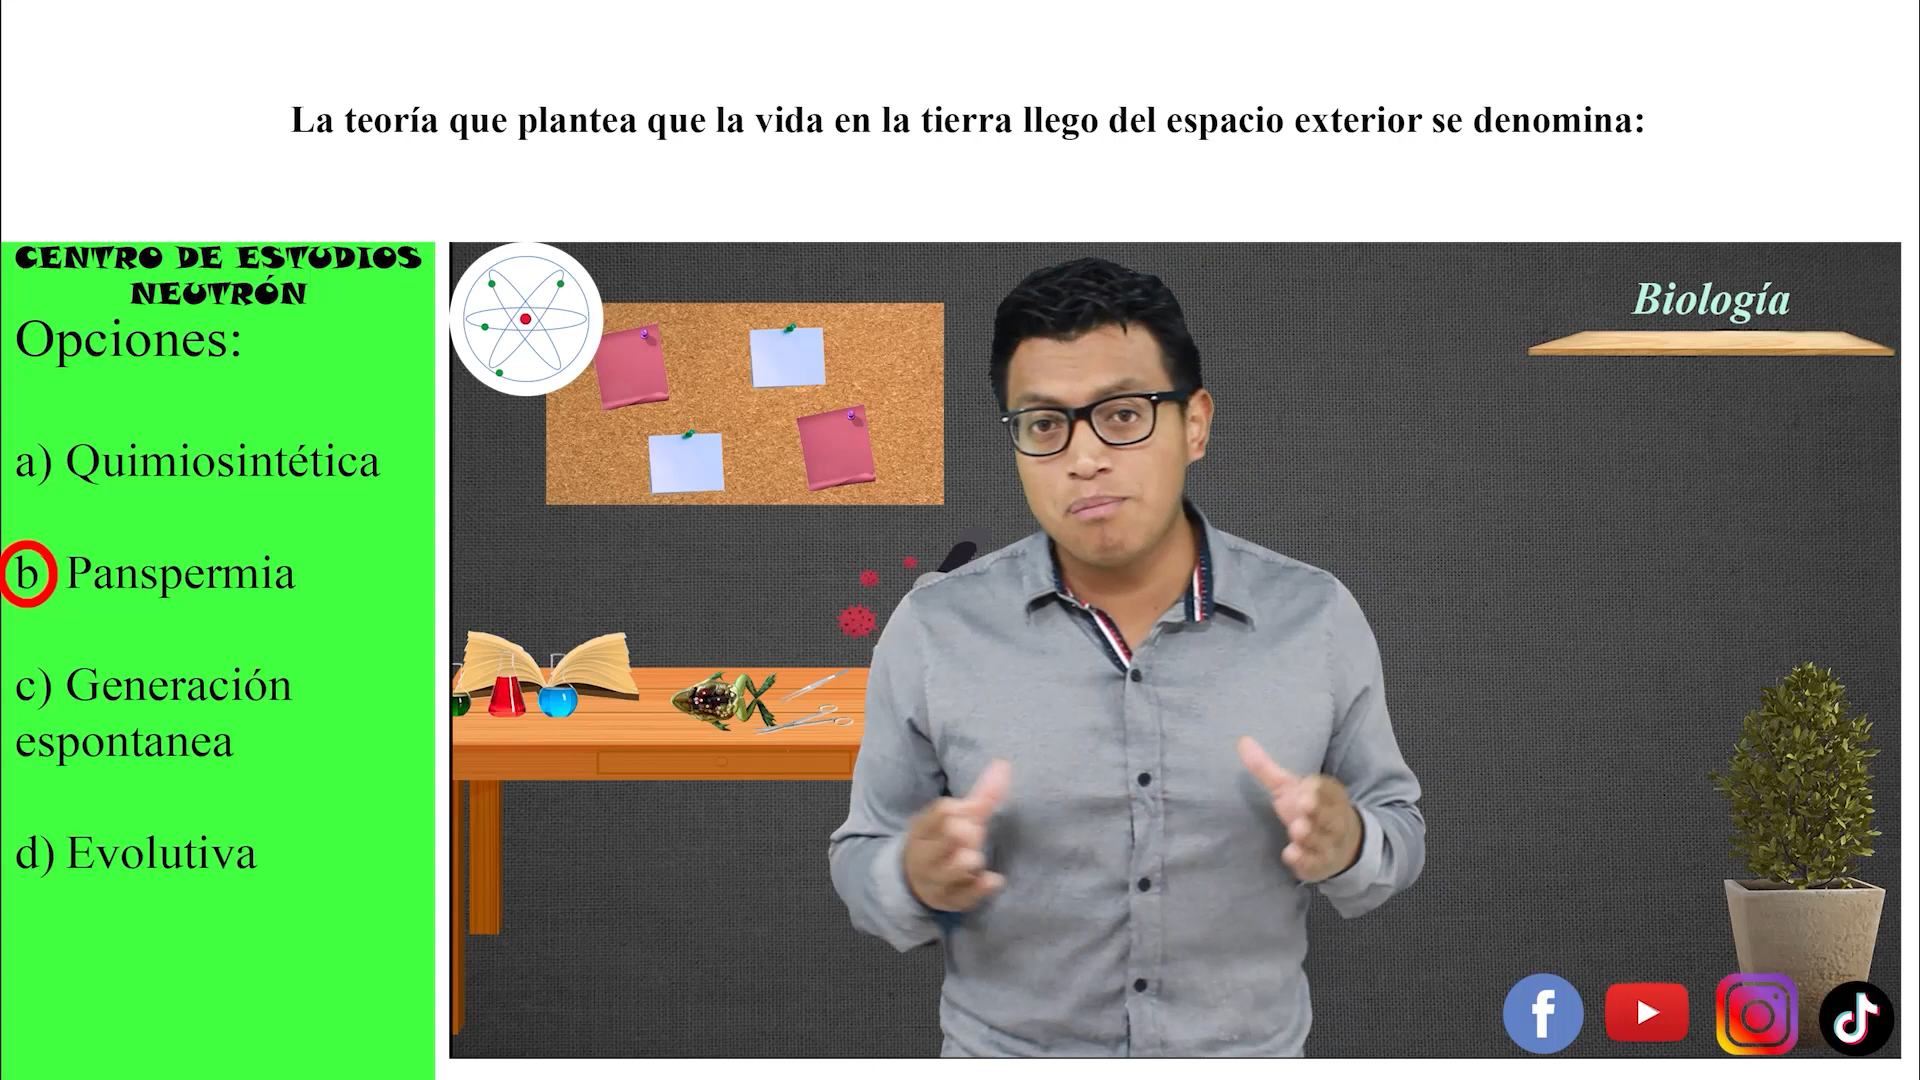 La teoría que plantea que la vida en la tierra llego del espacio exterior se denomina:
CENTRO DE ESTUDIOS
NEUTRÓN
Opciones:
a) Quimiosintética
b) Panspermia
c) Generación
espontanea
d) Evolutiva
Biología